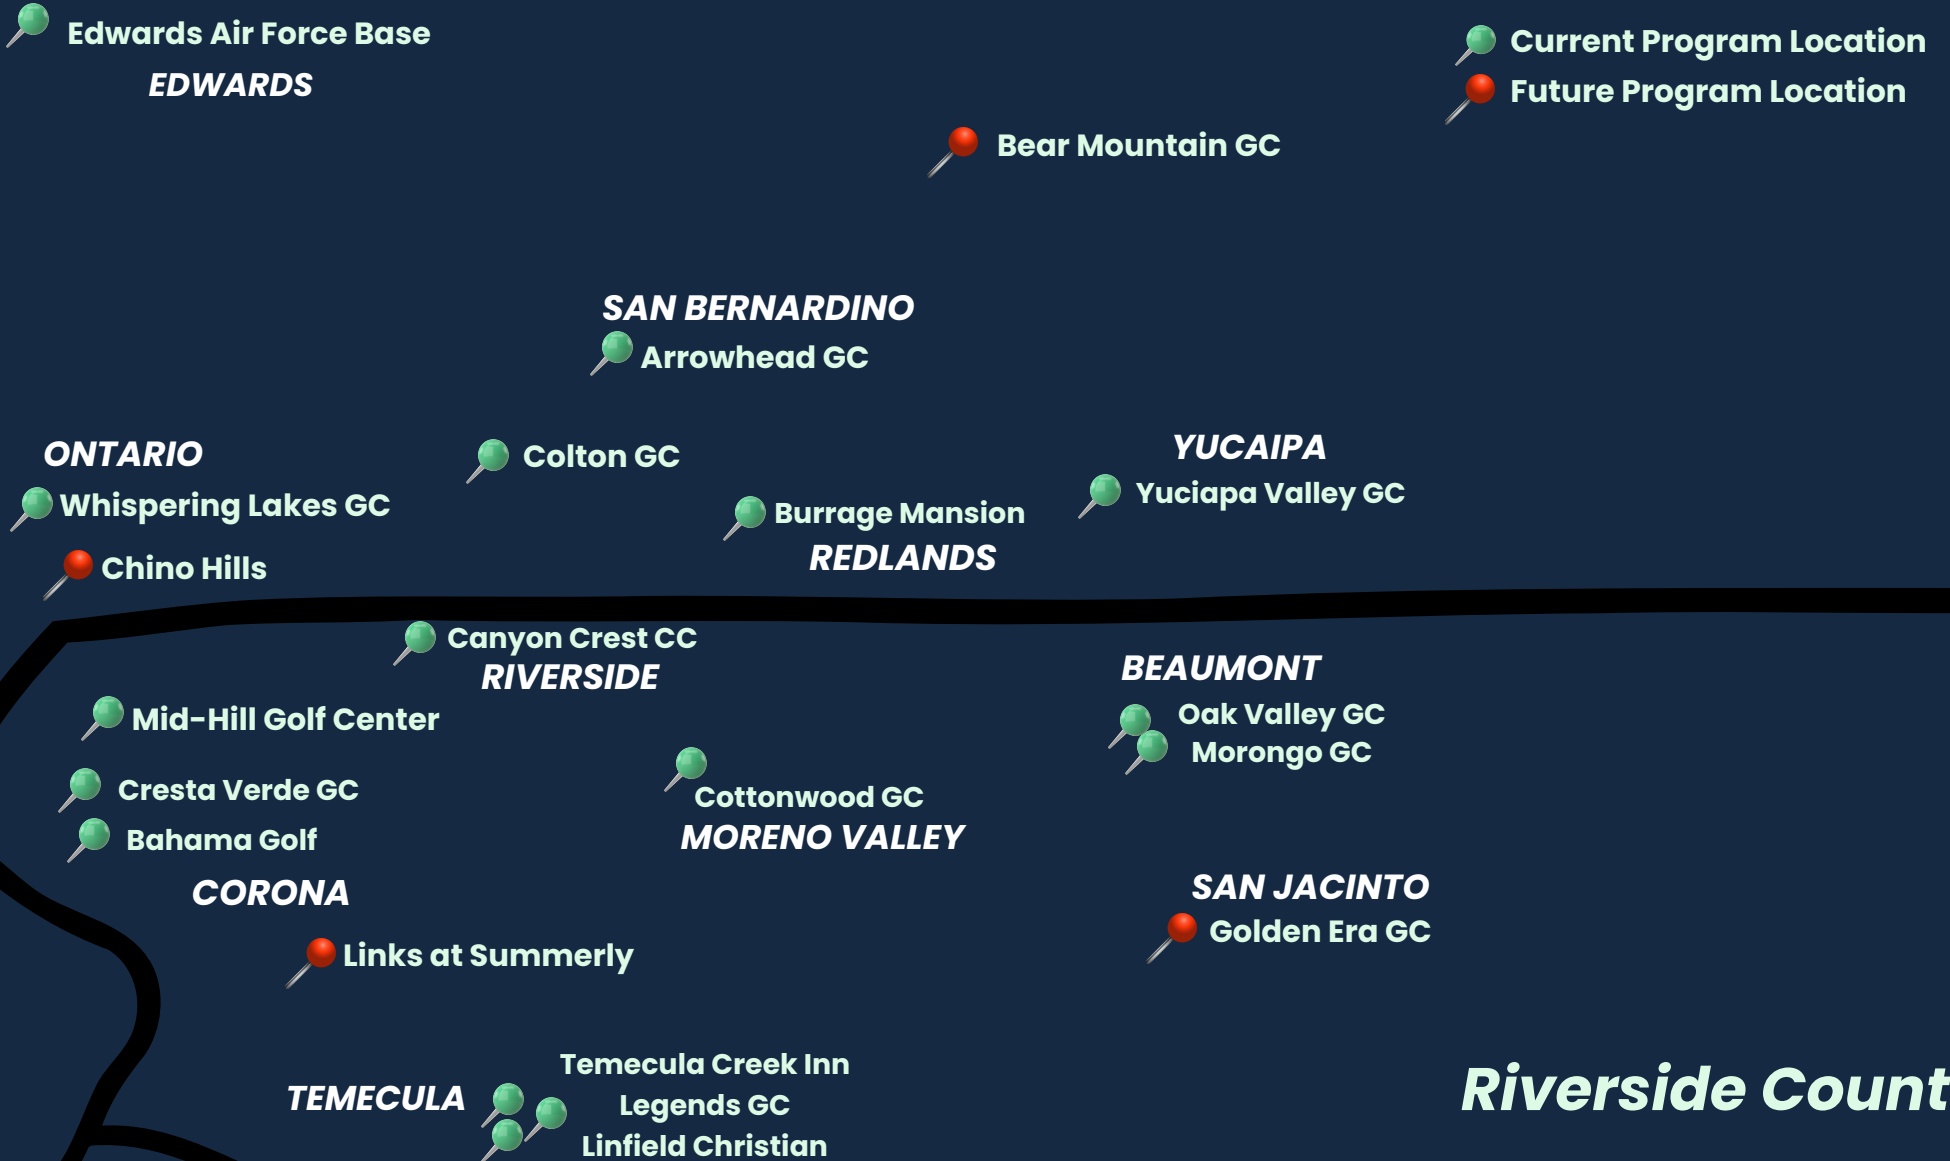 Edwards Air Force Base
EDWARDS
Current Program Location
Future Program Location
Bear Mountain GC
SAN BERNARDINO
Arrowhead GC
ONTARIO
Whispering Lakes GC
Chino Hills
Colton GC
Burrage Mansion
REDLANDS
YUCAIPA
Yuciapa Valley GC
Canyon Crest CC
RIVERSIDE
Mid-Hill Golf Center
Cresta Verde GC
Bahama Golf
CORONA
Cottonwood GC
MORENO VALLEY
BEAUMONT
Oak Valley GC
Morongo GC
SAN JACINTO
Golden Era GC
Links at Summerly
TEMECULA
Temecula Creek Inn
Legends GC
Linfield Christian
Riverside Count